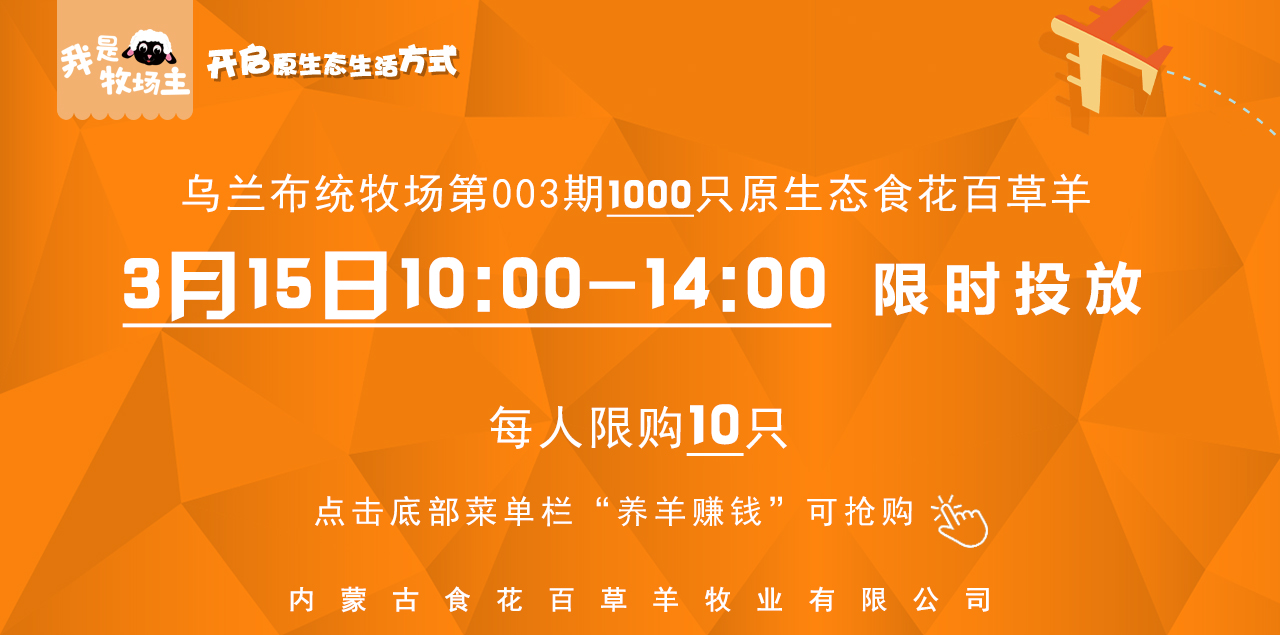 我是
牧场主
开启原生态生活方式
乌兰布统牧场第003期1000只原生态食花百草羊
3月15日10:00-14:00 限时投放
每人限购10只
点击底部菜单栏“养羊赚钱”可抢购
内蒙古食花百草羊牧业有限公司